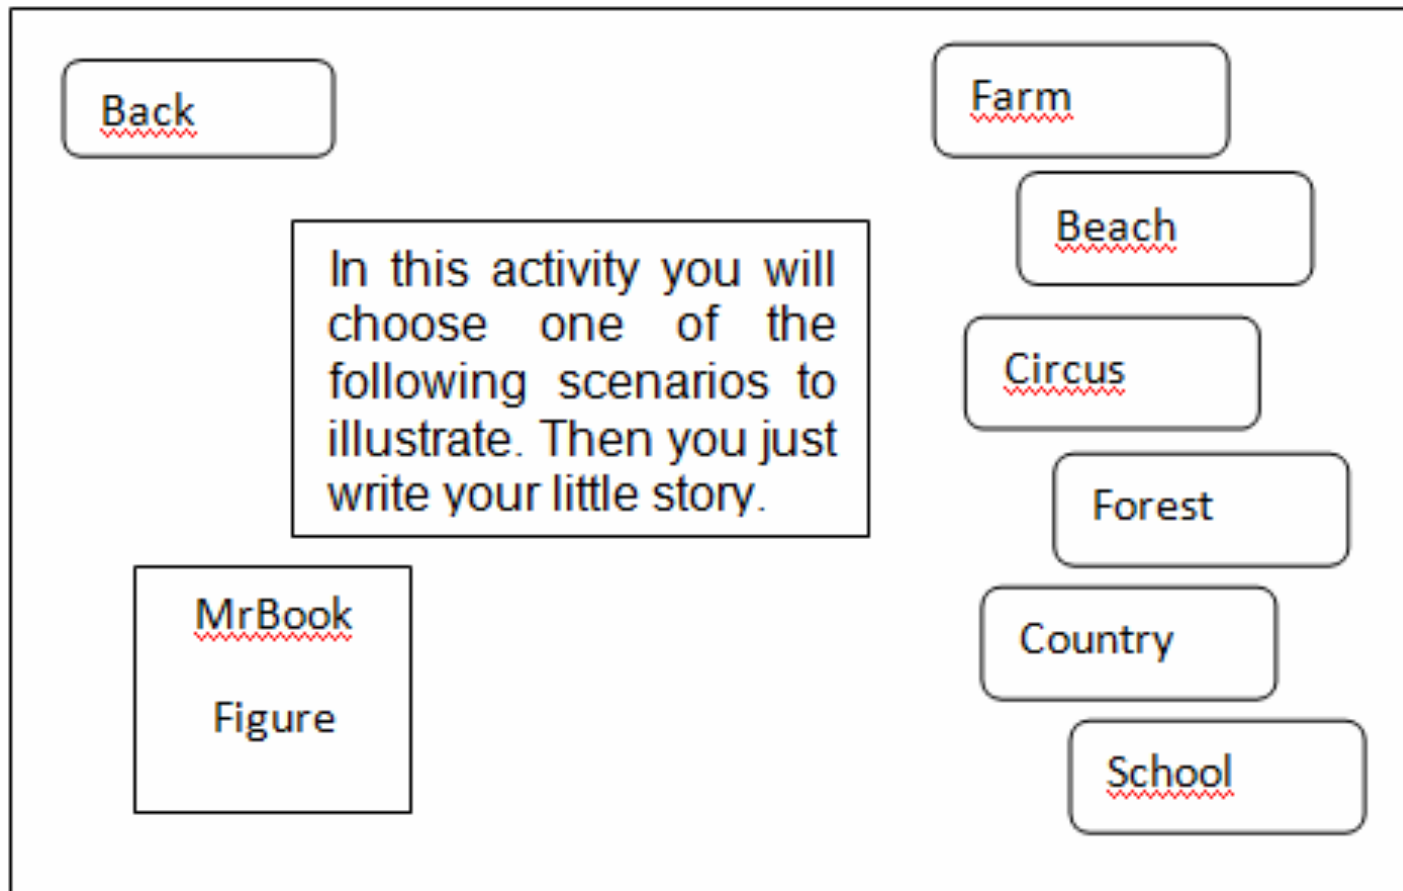 Back
Farm
Beach
In this activity you will
choose one of the
following scenarios to
illustrate. Then you just
write your little story.
Circus
Forest
MrBook
Figure
Country
School